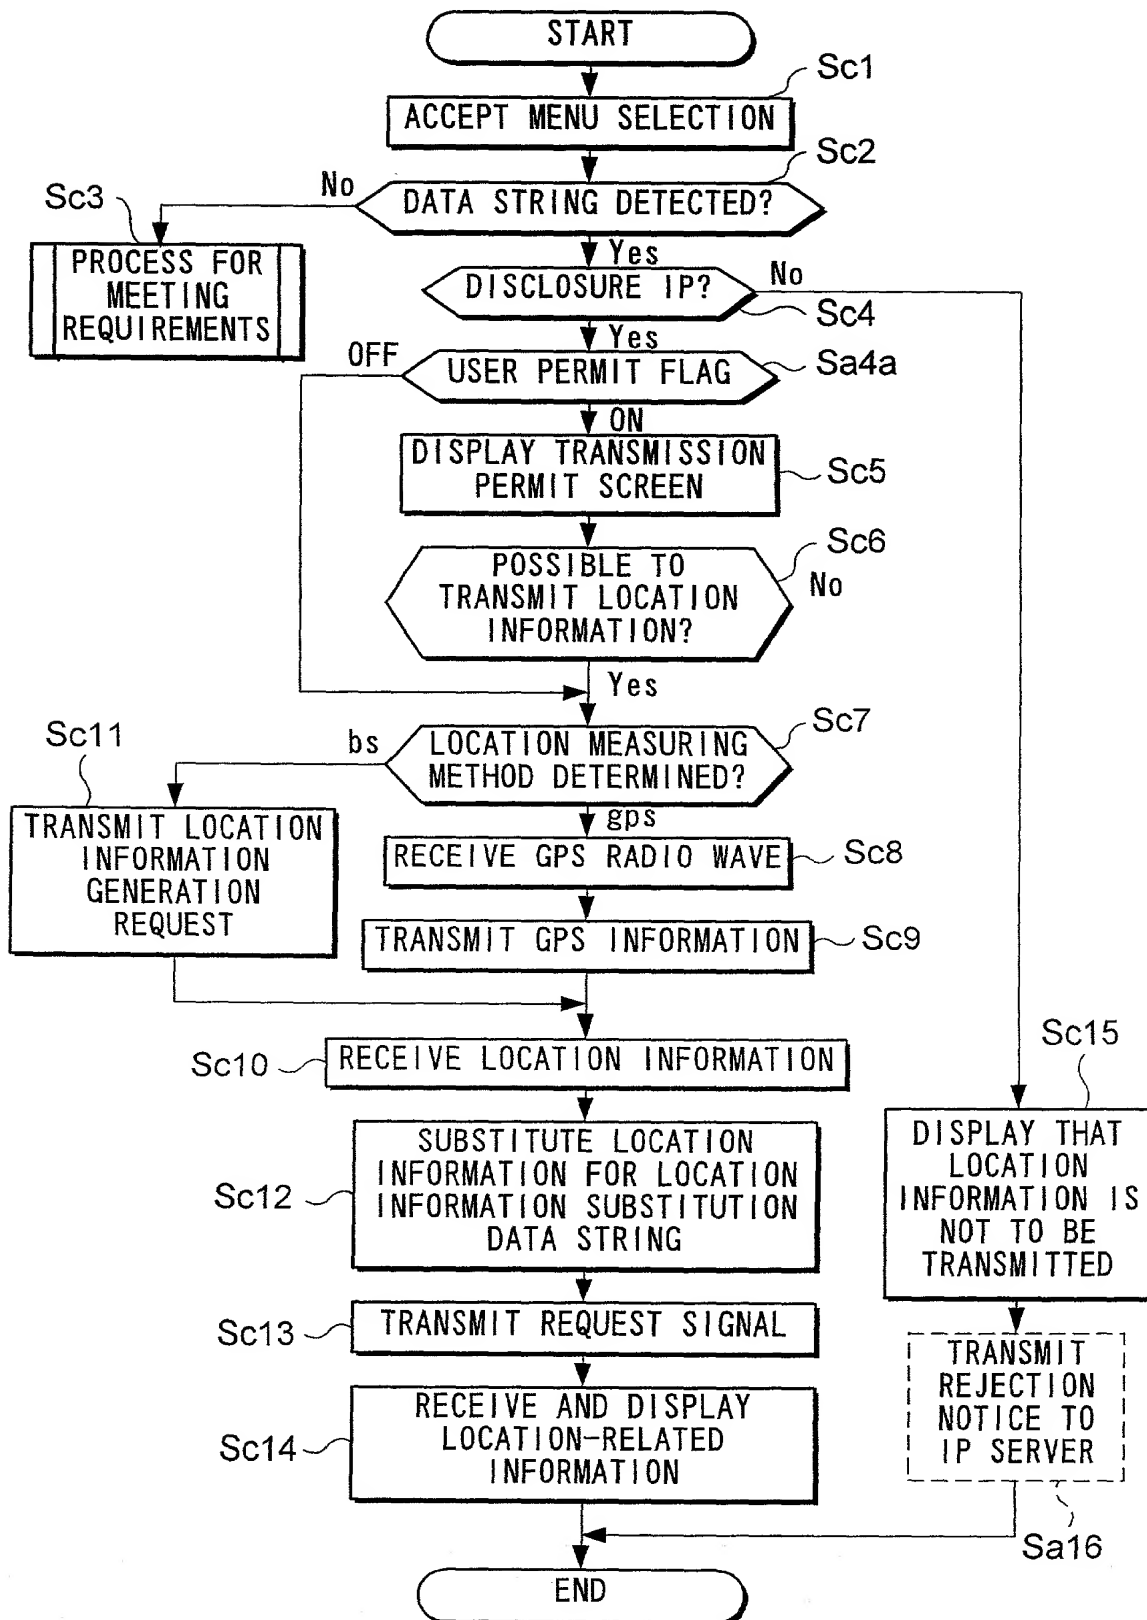 START
Sc1
ACCEPT MENU SELECTION
Sc2
No
DATA STRING DETECTED?
Sc3
Yes
PROCESS FOR
MEETING
REQUIREMENTS
DISCLOSURE IP?
No
Sc4
Yes
OFF
USER PERMIT FLAG
Sa4a
ON
DISPLAY TRANSMISSION
PERMIT SCREEN
Sc5
Sc6
POSSIBLE TO
TRANSMIT LOCATION
INFORMATION?
No
Yes
Sc7
Sc11
bs
LOCATION MEASURING
METHOD DETERMINED?
gps
TRANSMIT LOCATION
INFORMATION
GENERATION
REQUEST
RECEIVE GPS RADIO WAVE
Sc8
TRANSMIT GPS INFORMATION
Sc9
Sc10
RECEIVE LOCATION INFORMATION
Sc15
SUBSTITUTE LOCATION
INFORMATION FOR LOCATION
INFORMATION SUBSTITUTION
DATA STRING
Sc12
DISPLAY THAT
LOCATION
INFORMATION IS
NOT TO BE
TRANSMITTED
Sc13
TRANSMIT REQUEST SIGNAL
TRANSMIT
REJECTION
NOTICE TO
IP SERVER
Sc14
RECEIVE AND DISPLAY
LOCATION-RELATED
INFORMATION
Sa16
END